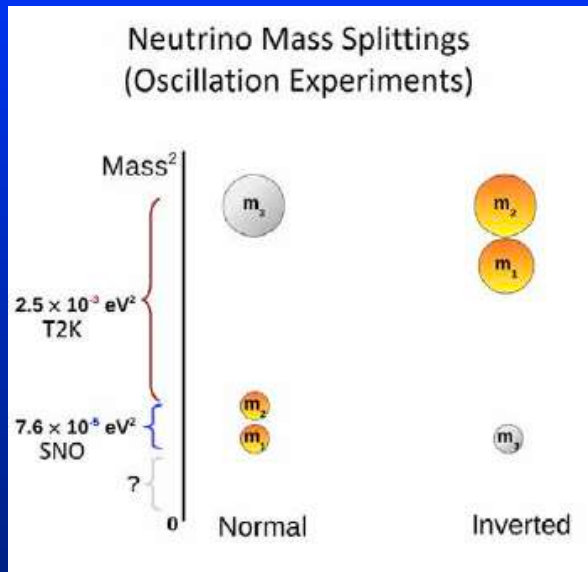 Neutrino Mass Splittings
(Oscillation Experiments)
Mass²
m₃
m₂
m₁
2.5 × 10⁻³ eV²
T2K
m₂
7.6 × 10⁻⁵ eV²
m₁
m₃
SNO
?
0
Normal
Inverted